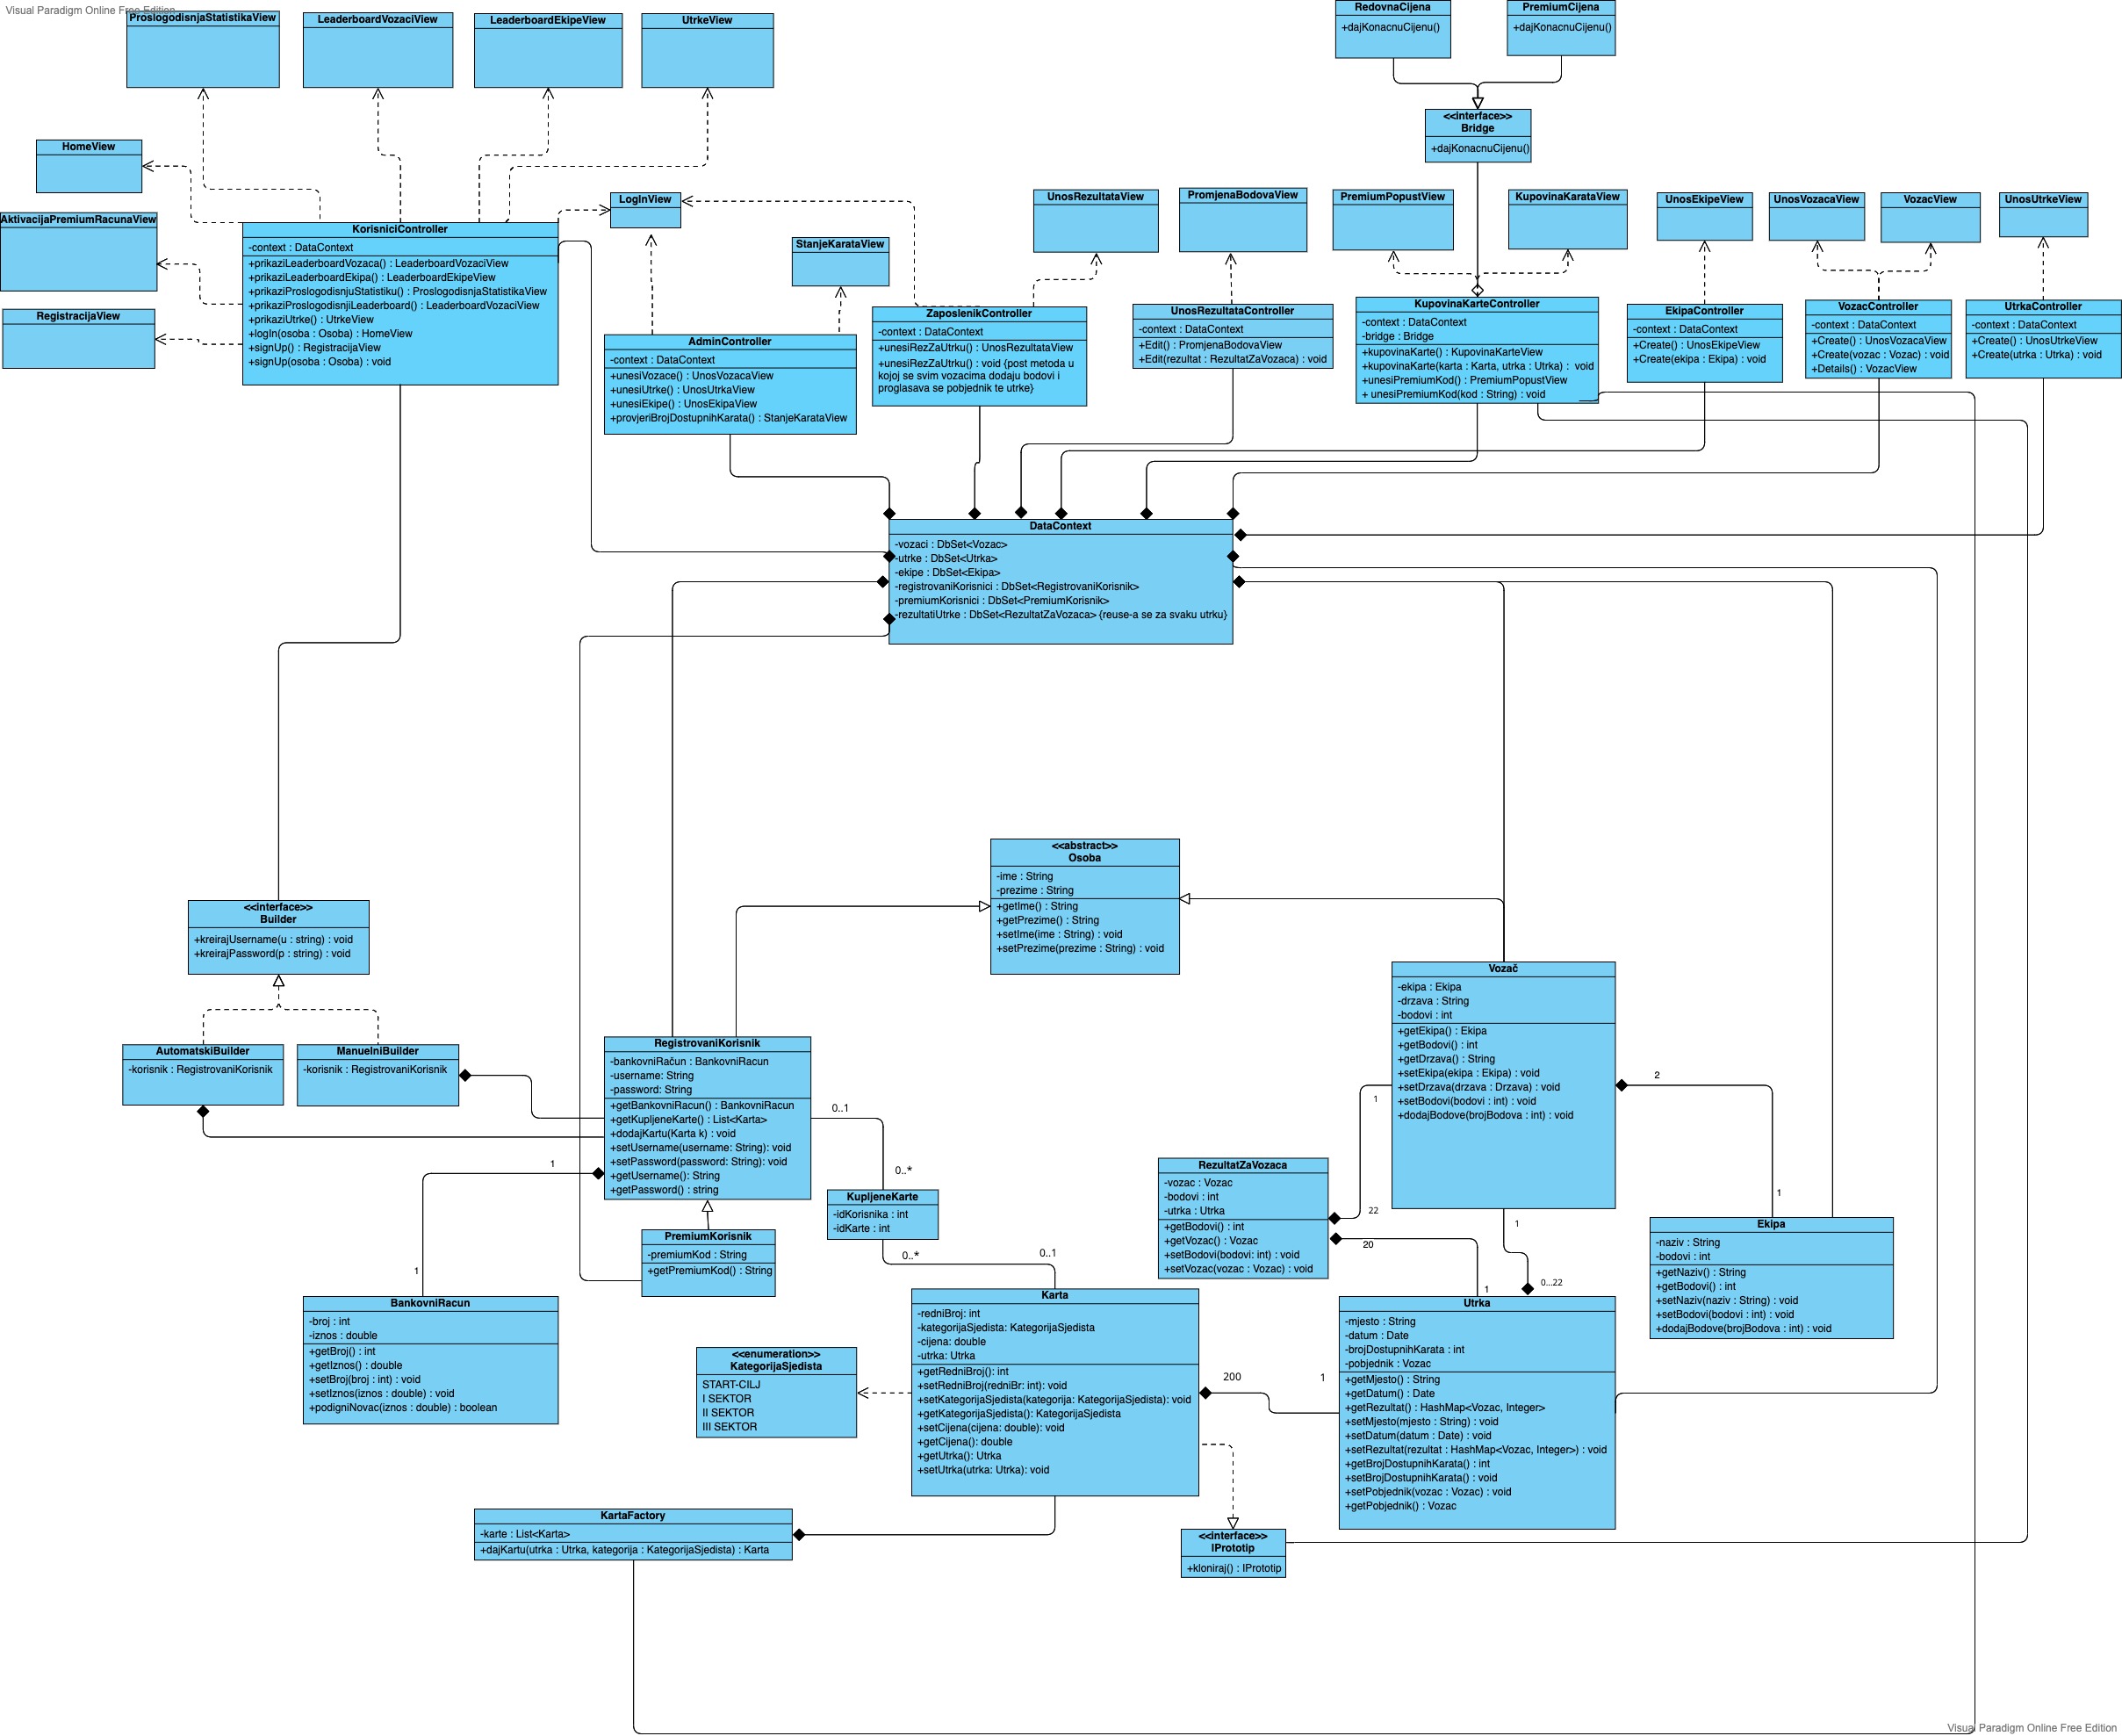 Visual Paradigm Online Free Edition
ProslogodisnjaStatistikaView
LeaderboardVozaciView
LeaderboardEkipeView
UtrkeView
RedovnaCijena
+dajKonacnuCijenu()
PremiumCijena
+dajKonacnuCijenu()
<<interface>>
Bridge
+dajKonacnuCijenu()
HomeView
AktivacijaPremiumRacunaView
RegistracijaView
LogInView
StanjeKarataView
UnosRezultataView
PromjenaBodovaView
PremiumPopustView
KupovinaKarataView
UnosEkipeView
UnosVozacaView
VozacView
UnosUtrkeView
KorisniciController
-context : DataContext
+prikaziLeaderboardVozaca() : LeaderboardVozaciView
+prikaziLeaderboardEkipa() : LeaderboardEkipeView
+prikaziProslogodisnjuStatistiku() : ProslogodisnjaStatistikaView
+prikaziProslogodisnjiLeaderboard() : LeaderboardVozaciView
+prikaziUtrke() : UtrkeView
+logIn(osoba : Osoba) : HomeView
+signUp() : RegistracijaView
+signUp(osoba : Osoba) : void
AdminController
-context : DataContext
+unesiVozace() : UnosVozacaView
+unesiUtrke() : UnosUtrkaView
+unesiEkipe() : UnosEkipaView
+provjeriBrojDostupnihKarata() : StanjeKarataView
ZaposlenikController
-context : DataContext
+unesiRezZaUtrku() : UnosRezultataView
+unesiRezZaUtrku() : void {post metoda u
kojoj se svim vozacima dodaju bodovi i
proglasava se pobjednik te utrke}
UnosRezultataController
-context : DataContext
+Edit() : PromjenaBodovaView
+Edit(rezultat : RezultatZaVozaca) : void
KupovinaKarteController
-context : DataContext
-bridge : Bridge
+kupovinaKarte() : KupovinaKarteView
+kupovinaKarte(karta : Karta, utrka : Utrka) :  void
+unesiPremiumKod() : PremiumPopustView
+ unesiPremiumKod(kod : String) : void
EkipaController
-context : DataContext
+Create() : UnosEkipeView
+Create(ekipa : Ekipa) : void
VozacController
-context : DataContext
+Create() : UnosVozacaView
+Create(vozac : Vozac) : void
+Details() : VozacView
UtrkaController
-context : DataContext
+Create() : UnosUtrkeView
+Create(utrka : Utrka) : void
DataContext
-vozaci : DbSet<Vozac>
-utrke : DbSet<Utrka>
-ekipe : DbSet<Ekipa>
-registrovaniKorisnici : DbSet<RegistrovaniKorisnik>
-premiumKorisnici : DbSet<PremiumKorisnik>
-rezultatiUtrke : DbSet<RezultatZaVozaca> {reuse-a se za svaku utrku}
<<abstract>>
Osoba
-ime : String
-prezime : String
+getIme() : String
+getPrezime() : String
+setIme(ime : String) : void
+setPrezime(prezime : String) : void
<<interface>>
Builder
+kreirajUsername(u : string) : void
+kreirajPassword(p : string) : void
AutomatskiBuilder
-korisnik : RegistrovaniKorisnik
ManuelniBuilder
-korisnik : RegistrovaniKorisnik
RegistrovaniKorisnik
-bankovniRačun : BankovniRacun
-username: String
-password: String
+getBankovniRacun() : BankovniRacun
+getKupljeneKarte() : List<Karta>
+dodajKartu(Karta k) : void
+setUsername(username: String): void
+setPassword(password: String): void
+getUsername(): String
+getPassword() : string
Vozač
-ekipa : Ekipa
-drzava : String
-bodovi : int
+getEkipa() : Ekipa
+getBodovi() : int
+getDrzava() : String
+setEkipa(ekipa : Ekipa) : void
+setDrzava(drzava : Drzava) : void
+setBodovi(bodovi : int) : void
+dodajBodove(brojBodova : int) : void
2
1
1
22
20
1
1
0...22
0..1
0..*
0..*
0..1
1
1
RezultatZaVozaca
-vozac : Vozac
-bodovi : int
-utrka : Utrka
+getBodovi() : int
+getVozac() : Vozac
+setBodovi(bodovi: int) : void
+setVozac(vozac : Vozac) : void
KupljeneKarte
-idKorisnika : int
-idKarte : int
PremiumKorisnik
-premiumKod : String
+getPremiumKod() : String
Ekipa
-naziv : String
-bodovi : int
+getNaziv() : String
+getBodovi() : int
+setNaziv(naziv : String) : void
+setBodovi(bodovi : int) : void
+dodajBodove(brojBodova : int) : void
BankovniRacun
-broj : int
-iznos : double
+getBroj() : int
+getIznos() : double
+setBroj(broj : int) : void
+setIznos(iznos : double) : void
+podigniNovac(iznos : double) : boolean
<<enumeration>>
KategorijaSjedista
START-CILJ
I SEKTOR
II SEKTOR
III SEKTOR
Karta
-redniBroj: int
-kategorijaSjedista: KategorijaSjedista
-cijena: double
-utrka: Utrka
+getRedniBroj(): int
+setRedniBroj(redniBr: int): void
+setKategorijaSjedista(kategorija: KategorijaSjedista): void
+getKategorijaSjedista(): KategorijaSjedista
+setCijena(cijena: double): void
+getCijena(): double
+getUtrka(): Utrka
+setUtrka(utrka: Utrka): void
200
1
Utrka
-mjesto : String
-datum : Date
-brojDostupnihKarata : int
-pobjednik : Vozac
+getMjesto() : String
+getDatum() : Date
+getRezultat() : HashMap<Vozac, Integer>
+setMjesto(mjesto : String) : void
+setDatum(datum : Date) : void
+setRezultat(rezultat : HashMap<Vozac, Integer>) : void
+getBrojDostupnihKarata() : int
+setBrojDostupnihKarata() : void
+setPobjednik(vozac : Vozac) : void
+getPobjednik() : Vozac
KartaFactory
-karte : List<Karta>
+dajKartu(utrka : Utrka, kategorija : KategorijaSjedista) : Karta
<<interface>>
IPrototip
+kloniraj() : IPrototip
Visual Paradigm Online Free Edition